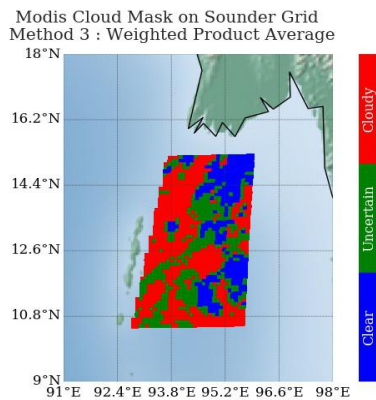 Modis Cloud Mask on Sounder Grid
Method 3 : Weighted Product Average
18°N
16.2°N
14.4°N
12.6°N
10.8°N
9°N
91°E 92.4°E 93.8°E 95.2°E 96.6°E 98°E
Cloudy
Uncertain
Clear